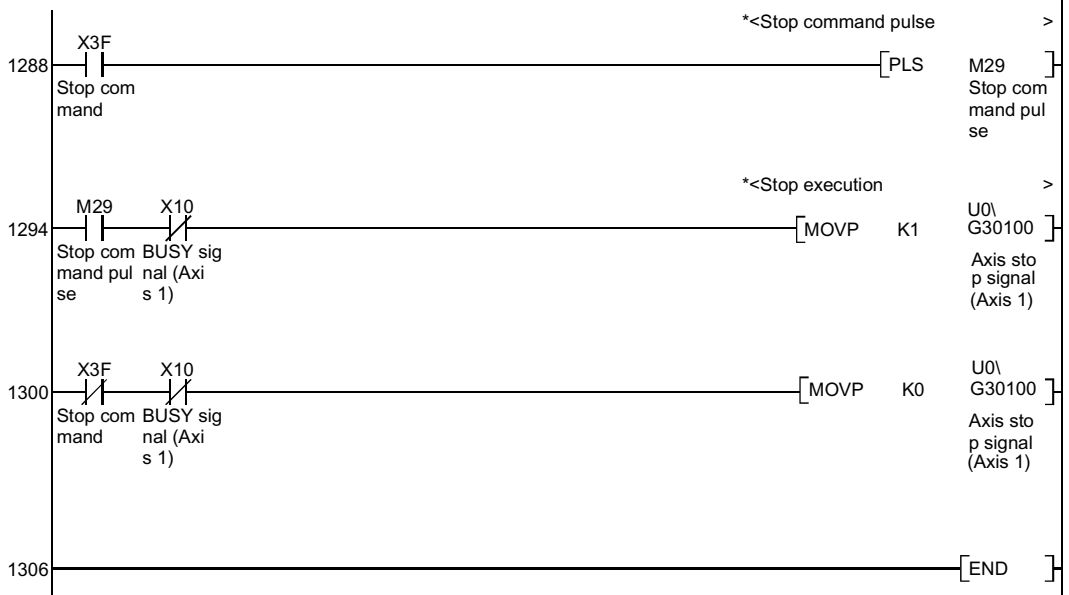 *<Stop command pulse >
X3F
1288 PLS M29
Stop com
mand
Stop com
mand pul
se
*<Stop execution >
M29 X10 U0\
1294 MOVP K1 G30100
Stop com BUSY sig
mand pul nal (Axi
se s 1)
Axis sto
p signal
(Axis 1)
X3F X10 U0\
1300 MOVP K0 G30100
Stop com BUSY sig
mand nal (Axi
s 1)
Axis sto
p signal
(Axis 1)
1306 END